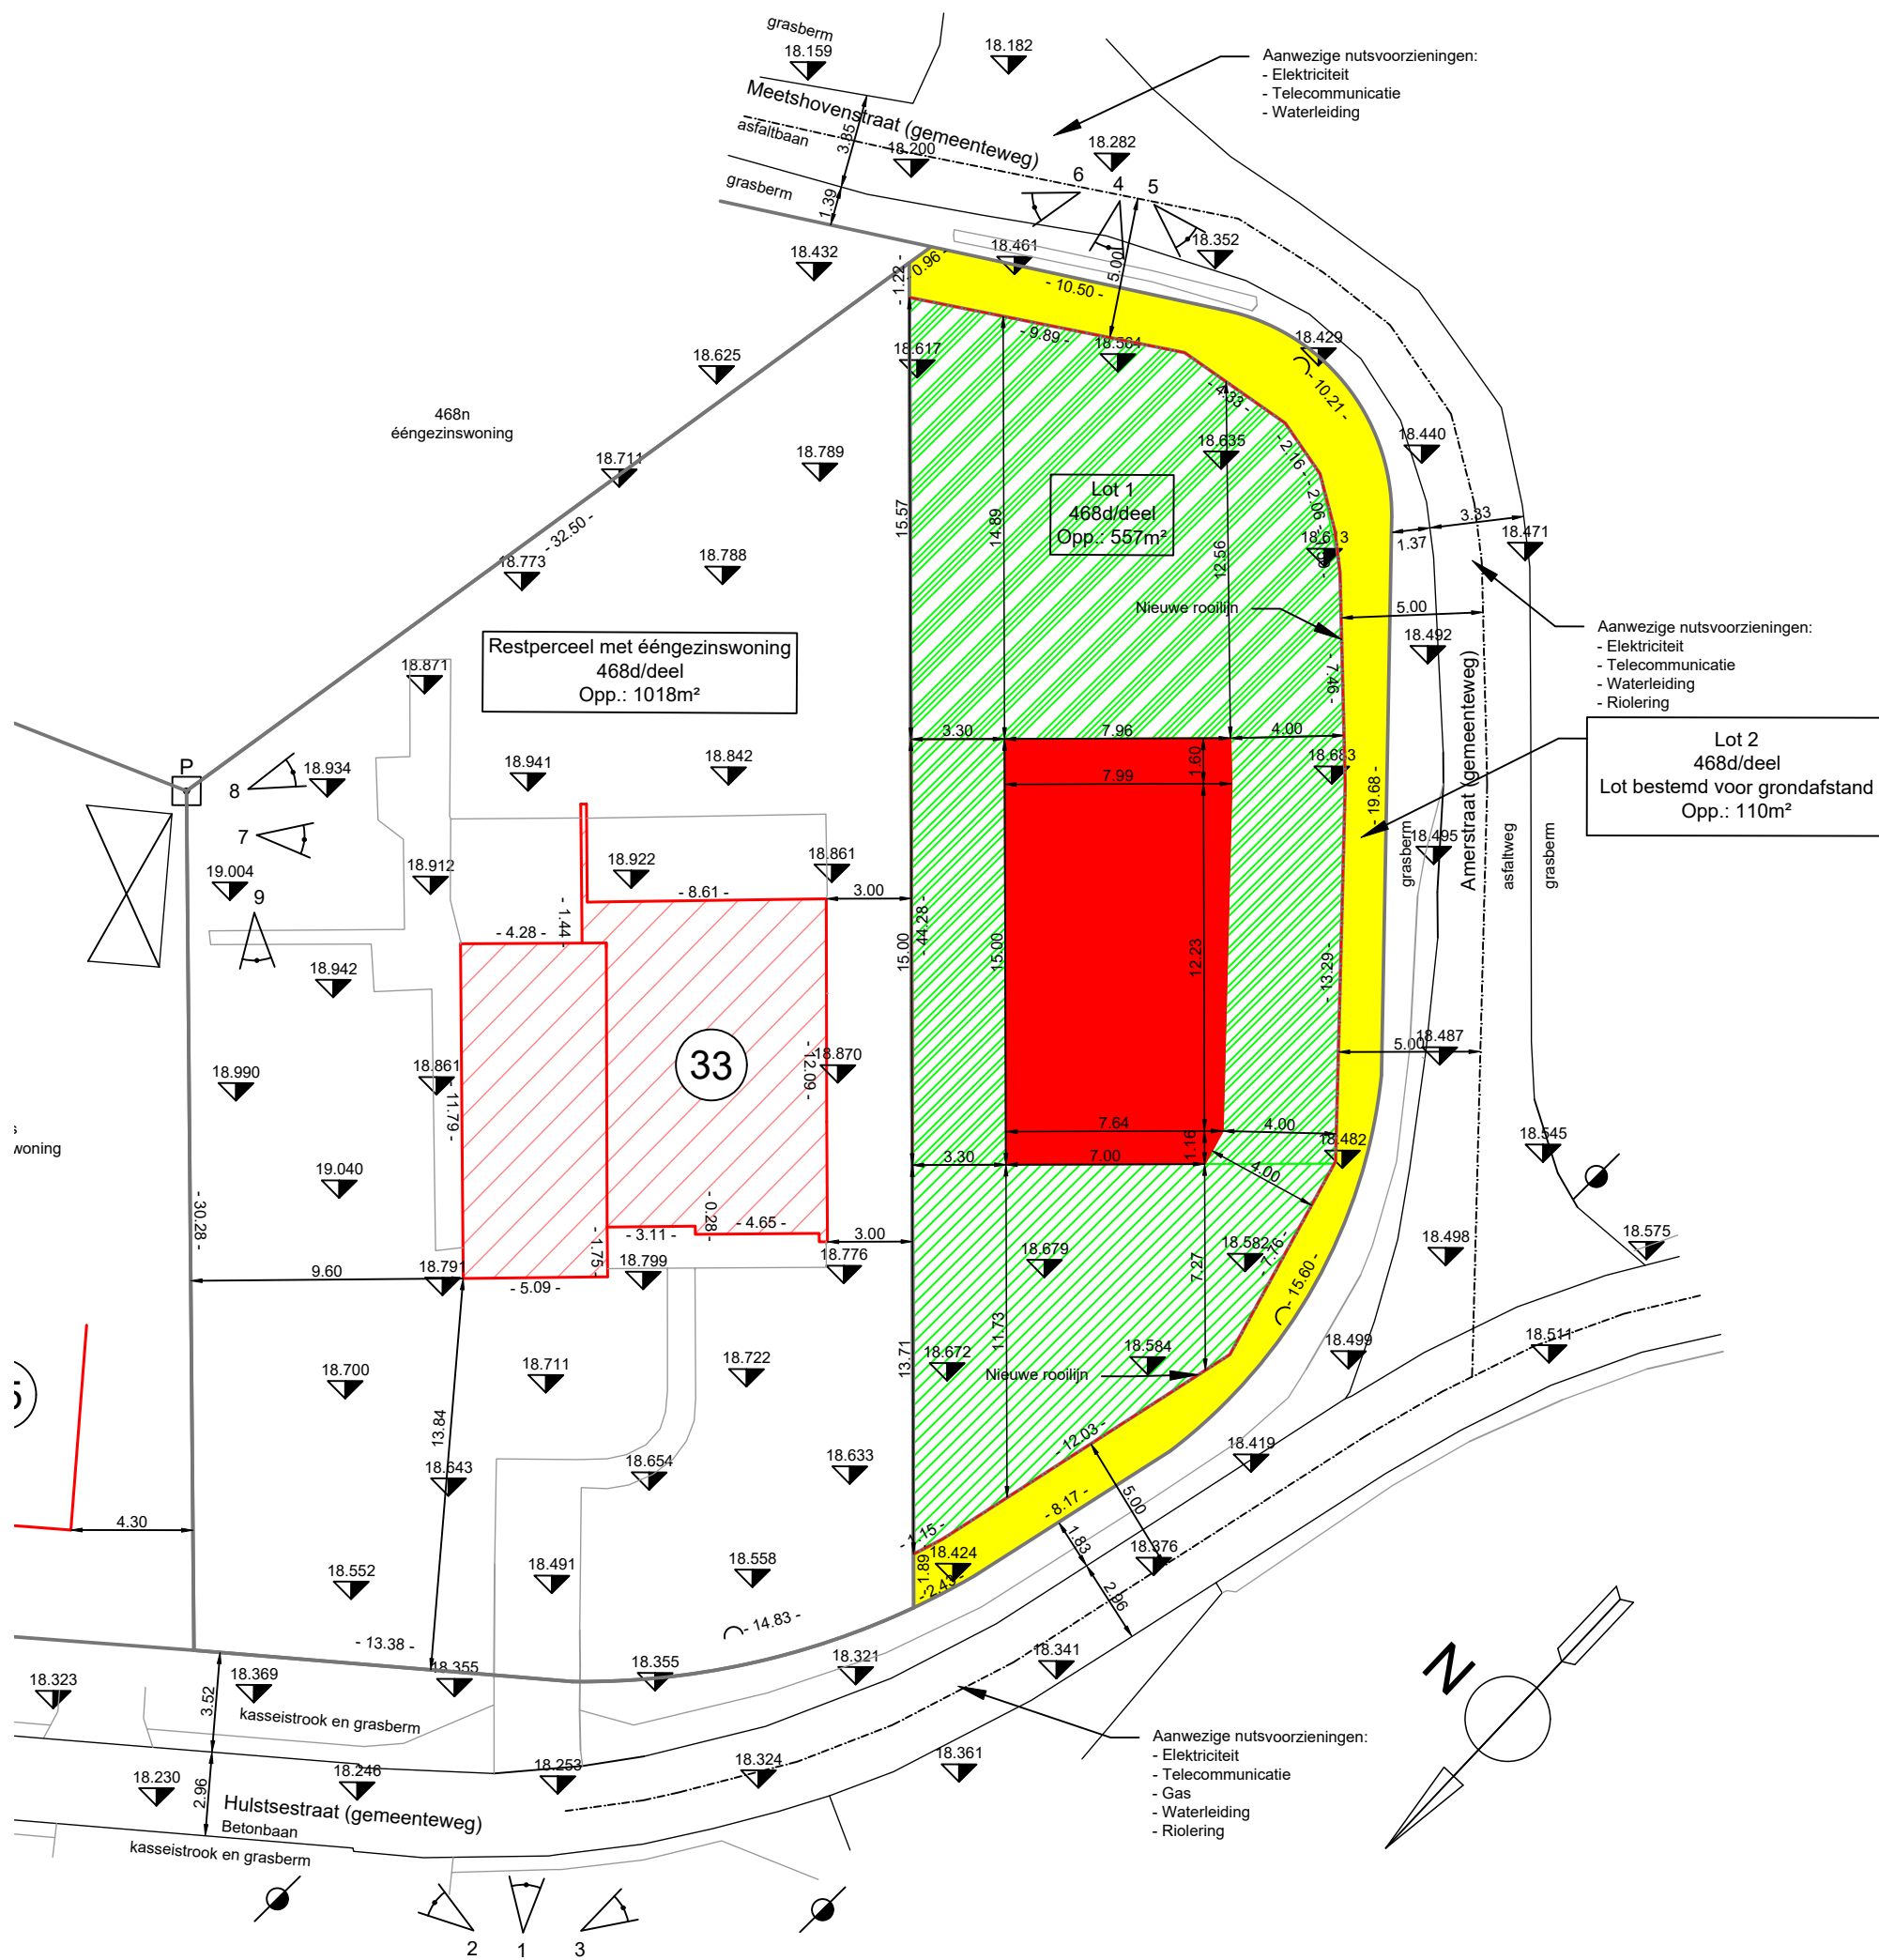 grasberm
18.159
18.182
Aanwezige nutsvoorzieningen:
- Elektriciteit
- Telecommunicatie
- Waterleiding
Meetshovenstraat (gemeenteweg)
asfaltbaan
3.85
18.200
18.282
grasberm
1.39
6
4
5
18.432
18.461
18.352
- 1.22 -
- 0.96 -
5.00
- 10.50 -
18.429
- 9.89 -
18.617
18.625
- 10.21 -
- 4.33 -
468n
ééngezinswoning
18.440
18.635
- 2.16 -
18.711
18.789
Lot 1
468d/deel
Opp.: 557m²
- 2.06 -
3.33
1.37
18.471
15.57
14.89
12.56
- 32.50 -
18.773
18.788
Nieuwe rooilijn
5.00
18.492
Aanwezige nutsvoorzieningen:
- Elektriciteit
- Telecommunicatie
- Waterleiding
- Riolering
Restperceel met ééngezinswoning
468d/deel
Opp.: 1018m²
18.871
- 7.46 -
Amerstraat (gemeenteweg)
Lot 2
468d/deel
Lot bestemd voor grondafstand
Opp.: 110m²
3.30
7.96
4.00
1.60
7.99
18.683
- 19.68 -
P
8
18.934
18.941
18.842
7
19.004
18.912
18.922
18.861
9
grasberm
18.495
asfaltweg
grasberm
- 8.61 -
3.00
- 4.28 -
- 1.44 -
15.00
- 44.28 -
15.00
12.23
- 13.29 -
18.942
33
18.990
18.861
- 11.79 -
- 12.09 -
18.870
5.00
18.487
7.64
4.00
1.16
18.482
18.545
3.30
7.00
4.00
woning
19.040
- 30.28 -
- 3.11 -
- 0.28 -
- 4.65 -
3.00
- 1.75 -
18.799
18.776
9.60
18.791
- 5.09 -
18.679
18.582
- 7.76 -
7.27
- 15.60 -
18.498
18.575
11.73
13.71
18.672
18.584
18.499
18.511
Nieuwe rooilijn
5
18.700
18.711
18.722
13.84
- 12.03 -
18.419
18.643
18.654
18.633
- 8.17 -
5.00
4.30
- 1.15 -
1.83
18.376
18.424
1.89
- 2.43 -
2.96
18.552
18.491
18.558
- 13.38 -
- 14.83 -
18.323
18.369
18.355
18.355
18.321
18.341
3.52
kasseistrook en grasberm
N
Aanwezige nutsvoorzieningen:
- Elektriciteit
- Telecommunicatie
- Gas
- Waterleiding
- Riolering
18.230
2.96
18.246
18.253
18.324
18.361
Hulstsestraat (gemeenteweg)
Betonbaan
kasseistrook en grasberm
2
1
3